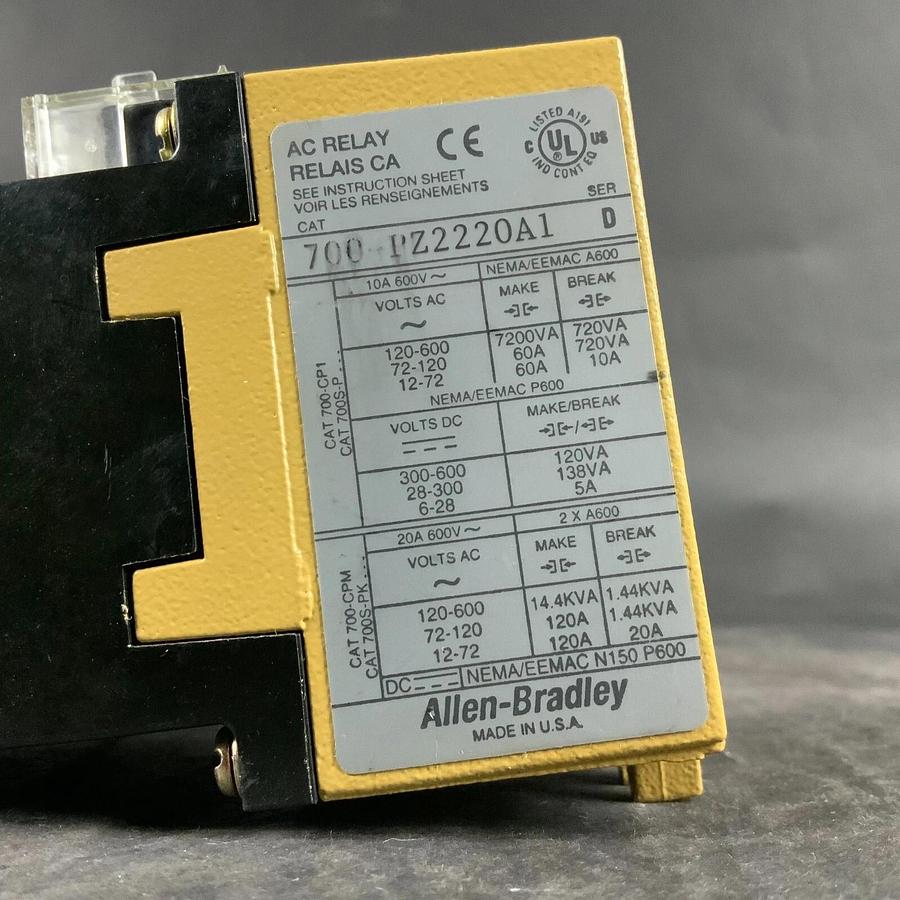 AC RELAY
RELAIS CA
CE
LISTED A191
C UL US
IND CONT EQ
SEE INSTRUCTION SHEET
VOIR LES RENSEIGNEMENTS
CAT
SER
700-PZ2220A1
D
CAT 700-CP1
CAT 700S-P...
10A 600V~
NEMA/EEMAC A600
VOLTS AC
~
MAKE
BREAK
120-600 7200VA 720VA
72-120 60A 720VA
12-72 60A 10A
NEMA/EEMAC P600
VOLTS DC
MAKE/BREAK
/
300-600 120VA
28-300 138VA
6-28 5A
CAT 700-CPM
CAT 700S-PK...
20A 600V~
2 X A600
VOLTS AC
~
MAKE
BREAK
120-600 14.4KVA 1.44KVA
72-120 120A 1.44KVA
12-72 120A 20A
DC NEMA/EEMAC N150 P600
Allen-Bradley
MADE IN U.S.A.